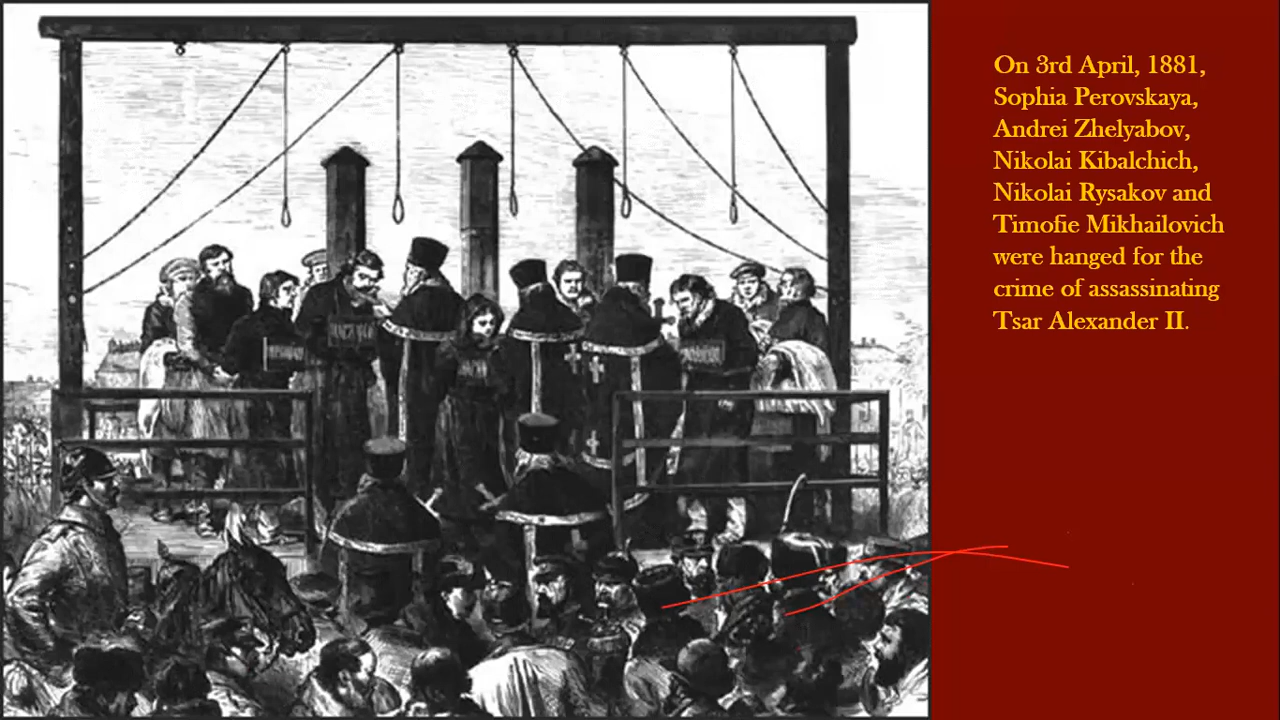 On 3rd April, 1881,
Sophia Perovskaya,
Andrei Zhelyabov,
Nikolai Kibalchich,
Nikolai Rysakov and
Timofie Mikhailovich
were hanged for the
crime of assassinating
Tsar Alexander II.